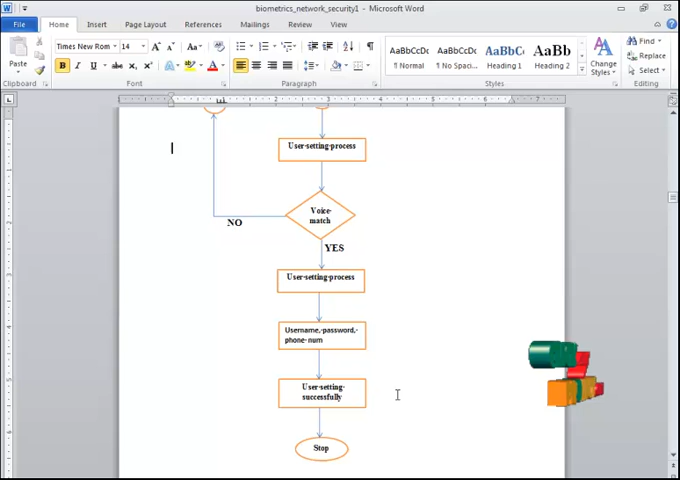 biometrics_network_security1 - Microsoft Word
File Home Insert Page Layout References Mailings Review View
Paste
Times New Rom 14
B I U abc
AaBbCcDc AaBbCcDc AaBbC AaBb
¶ Normal ¶ No Spaci... Heading 1 Heading 2
Change Styles
Find
Replace
Select
Clipboard Font Paragraph Styles Editing
User-setting-process
Voice-
match
NO
YES
User-setting-process
Username,-password,-
phone-num
User-setting-
successfully
Stop